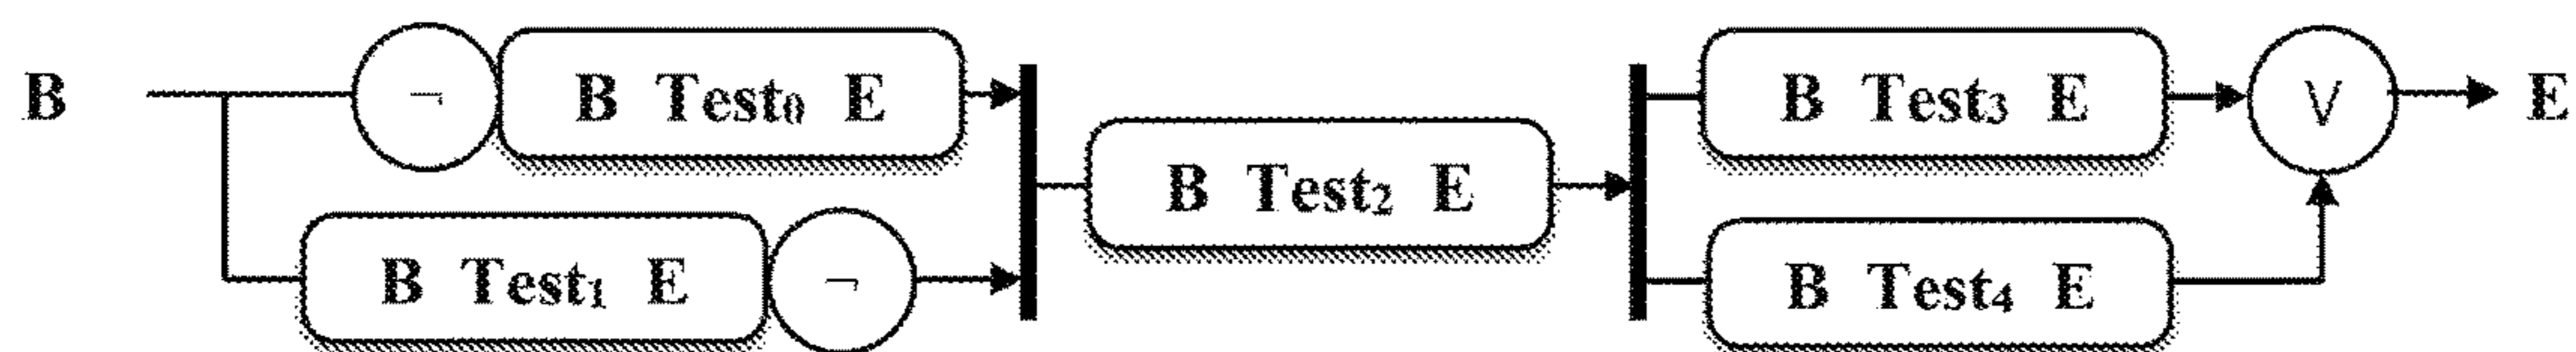 B ¬ B Test₀ E B Test₃ E V E
B Test₂ E
B Test₁ E ¬ B Test₄ E